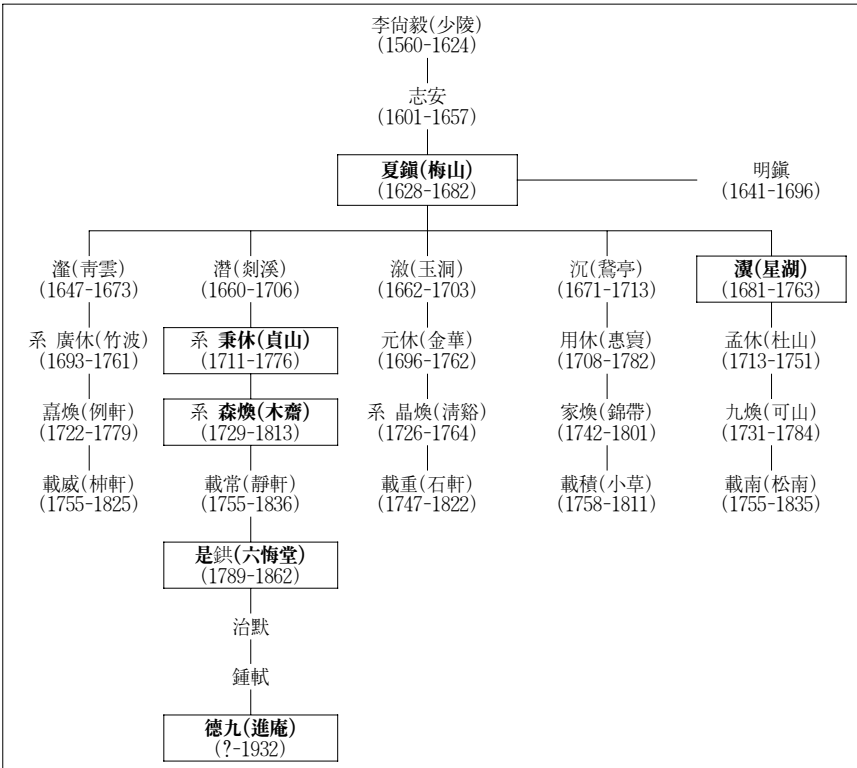 李尙毅(少陵)
(1560-1624)
志安
(1601-1657)
夏鎭(梅山)
(1628-1682)
明鎭
(1641-1696)
瀣(靑雲)
(1647-1673)
潛(剡溪)
(1660-1706)
漵(玉洞)
(1662-1703)
沉(鵞亭)
(1671-1713)
瀷(星湖)
(1681-1763)
系 廣休(竹波)
(1693-1761)
系 秉休(貞山)
(1711-1776)
元休(金華)
(1696-1762)
用休(惠寰)
(1708-1782)
孟休(杜山)
(1713-1751)
嘉煥(例軒)
(1722-1779)
系 森煥(木齋)
(1729-1813)
系 晶煥(淸谿)
(1726-1764)
家煥(錦帶)
(1742-1801)
九煥(可山)
(1731-1784)
載威(柹軒)
(1755-1825)
載常(靜軒)
(1755-1836)
載重(石軒)
(1747-1822)
載積(小草)
(1758-1811)
載南(松南)
(1755-1835)
是鉷(六悔堂)
(1789-1862)
治默
鍾軾
德九(進庵)
(?-1932)